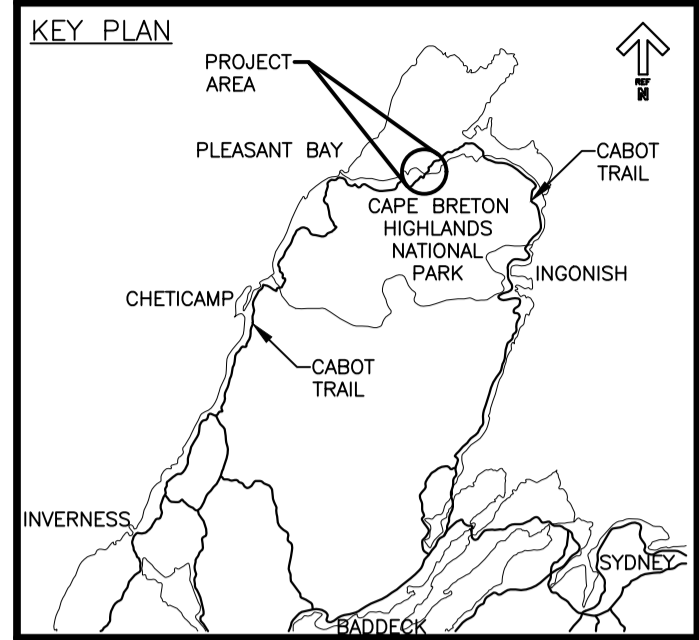 KEY PLAN
PROJECT
AREA
REF
N
PLEASANT BAY
CABOT
TRAIL
CAPE BRETON
HIGHLANDS
NATIONAL
PARK
INGONISH
CHETICAMP
CABOT
TRAIL
INVERNESS
SYDNEY
BADDECK